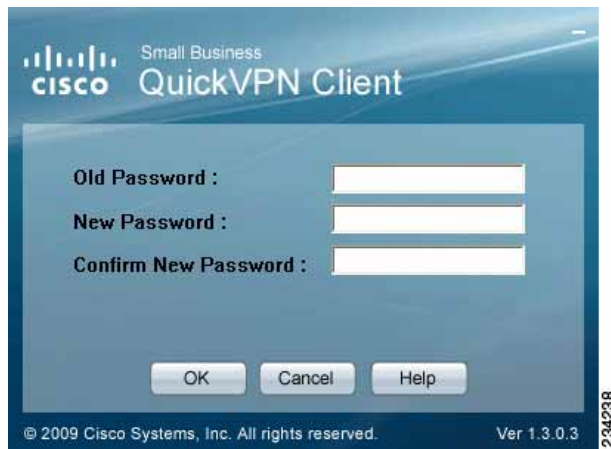 Small Business
CISCO QuickVPN Client
Old Password :
New Password :
Confirm New Password :
OK Cancel Help
© 2009 Cisco Systems, Inc. All rights reserved. Ver 1.3.0.3
234238